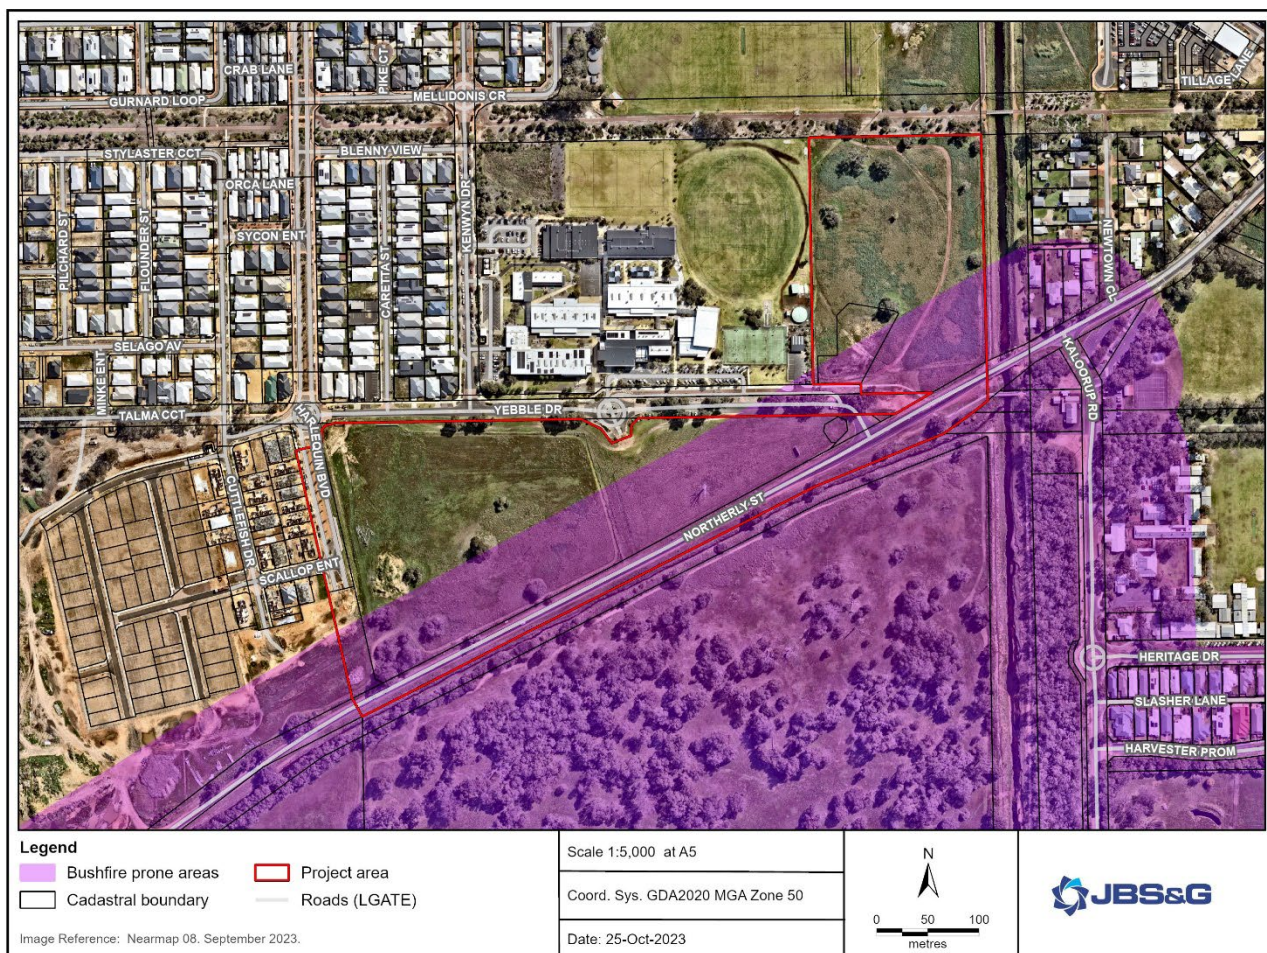 CRAB LANE
PIKE CT
TILLAGE LANE
GURNARD LOOP
MELLIDONIS CR
STYLASTER CCT
BLENNY VIEW
ORCA LANE
KENWYN DR
PILCHARD ST
FLOUNDER ST
SYCON ENT
CARETTA ST
NEWTOWN CL
SELAGO AV
MINKE ENT
KALOORUP RD
TALMA CCT
HARLEQUIN BVD
YEBBLE DR
CUTTLEFISH DR
NORTHERLY ST
SCALLOP ENT
HERITAGE DR
SLASHER LANE
HARVESTER PROM
Legend
Bushfire prone areas
Project area
Cadastral boundary
Roads (LGATE)
Image Reference: Nearmap 08. September 2023.
Scale 1:5,000 at A5
Coord. Sys. GDA2020 MGA Zone 50
Date: 25-Oct-2023
N
0 50 100
metres
JBS&G